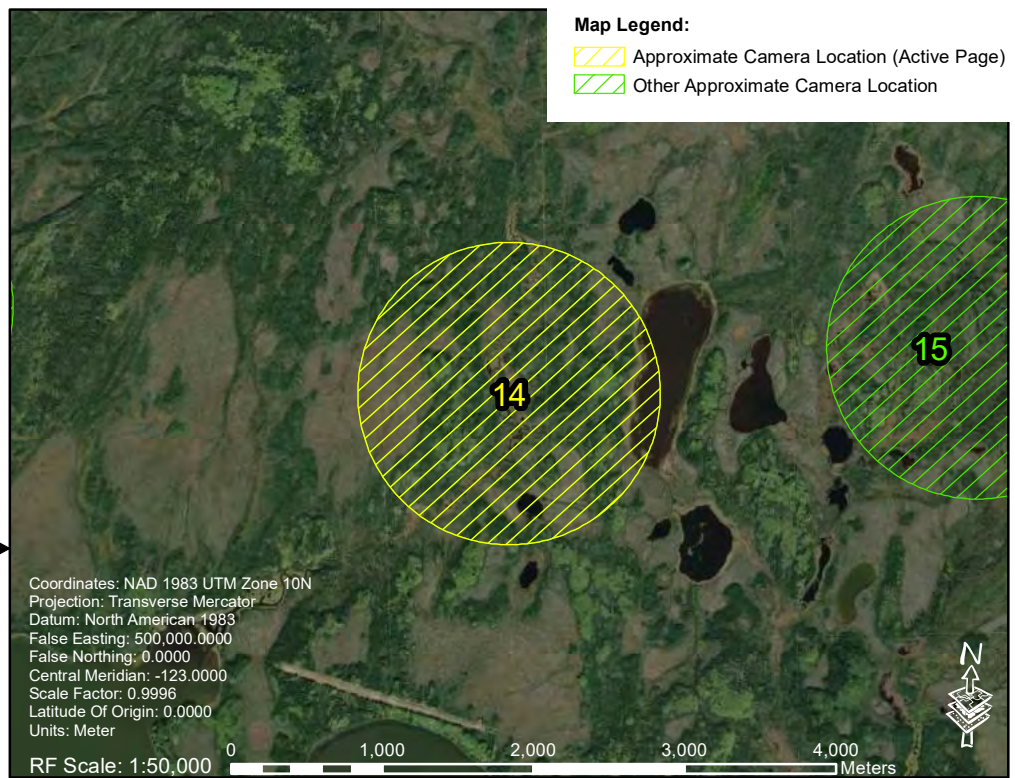 Map Legend:
Approximate Camera Location (Active Page)
Other Approximate Camera Location
14
15
Coordinates: NAD 1983 UTM Zone 10N
Projection: Transverse Mercator
Datum: North American 1983
False Easting: 500,000.0000
False Northing: 0.0000
Central Meridian: -123.0000
Scale Factor: 0.9996
Latitude Of Origin: 0.0000
Units: Meter
RF Scale: 1:50,000
0 1,000 2,000 3,000 4,000
Meters
N